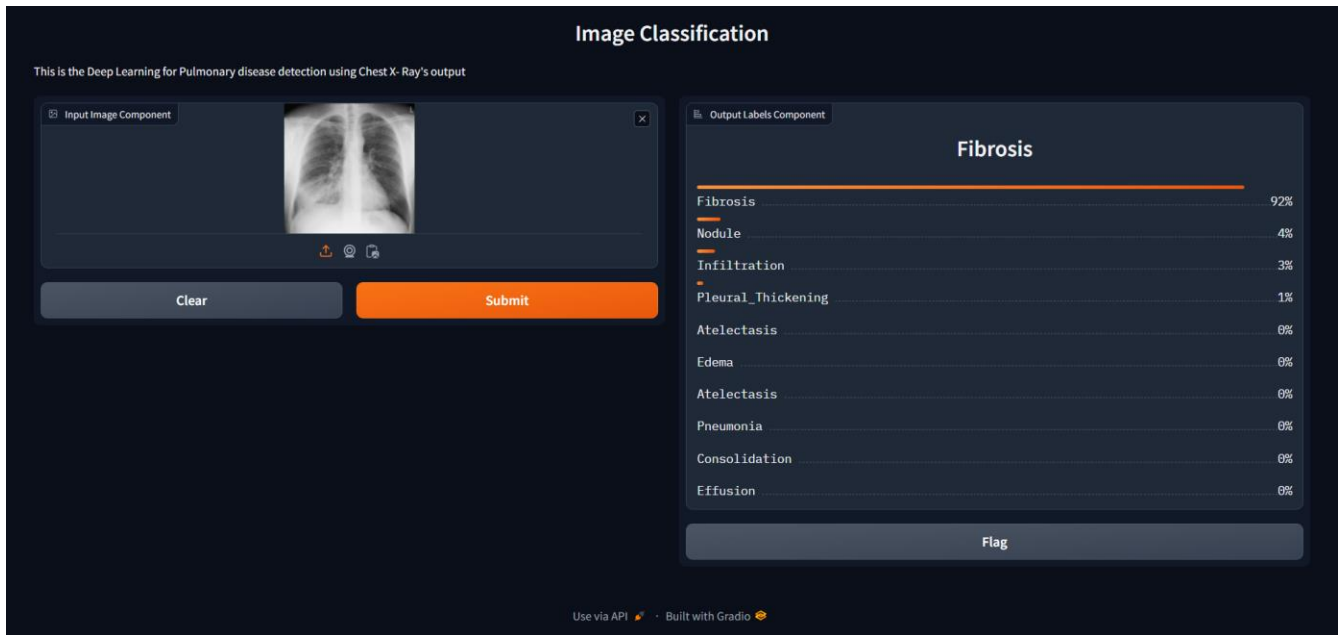 Image Classification
This is the Deep Learning for Pulmonary disease detection using Chest X- Ray's output
Input Image Component
Clear
Submit
Output Labels Component
Fibrosis
Fibrosis 92%
Nodule 4%
Infiltration 3%
Pleural_Thickening 1%
Atelectasis 0%
Edema 0%
Atelectasis 0%
Pneumonia 0%
Consolidation 0%
Effusion 0%
Flag
Use via API · Built with Gradio